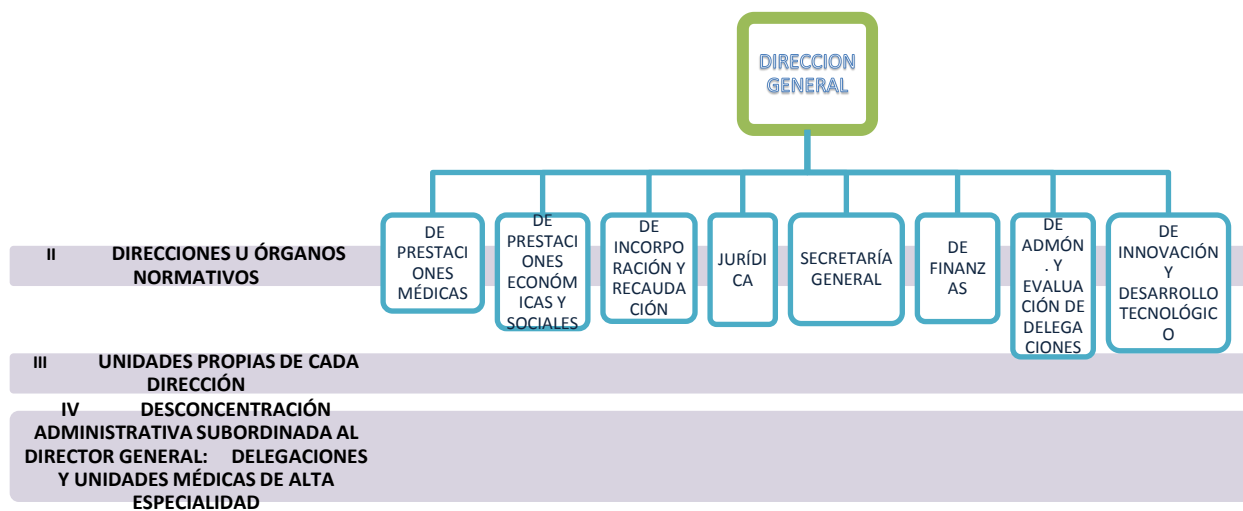 DIRECCION
GENERAL
DE
PRESTACI
ONES
MÉDICAS
DE
PRESTACI
ONES
ECONÓM
ICAS Y
SOCIALES
DE
INCORPO
RACIÓN Y
RECAUDA
CIÓN
JURÍDI
CA
SECRETARÍA
GENERAL
DE
FINANZ
AS
DE
ADMÓN
. Y
EVALUA
CIÓN DE
DELEGA
CIONES
DE
INNOVACIÓN
Y
DESARROLLO
TECNOLÓGIC
O
II DIRECCIONES U ÓRGANOS
NORMATIVOS
III UNIDADES PROPIAS DE CADA
DIRECCIÓN
IV DESCONCENTRACIÓN
ADMINISTRATIVA SUBORDINADA AL
DIRECTOR GENERAL: DELEGACIONES
Y UNIDADES MÉDICAS DE ALTA
ESPECIALIDAD